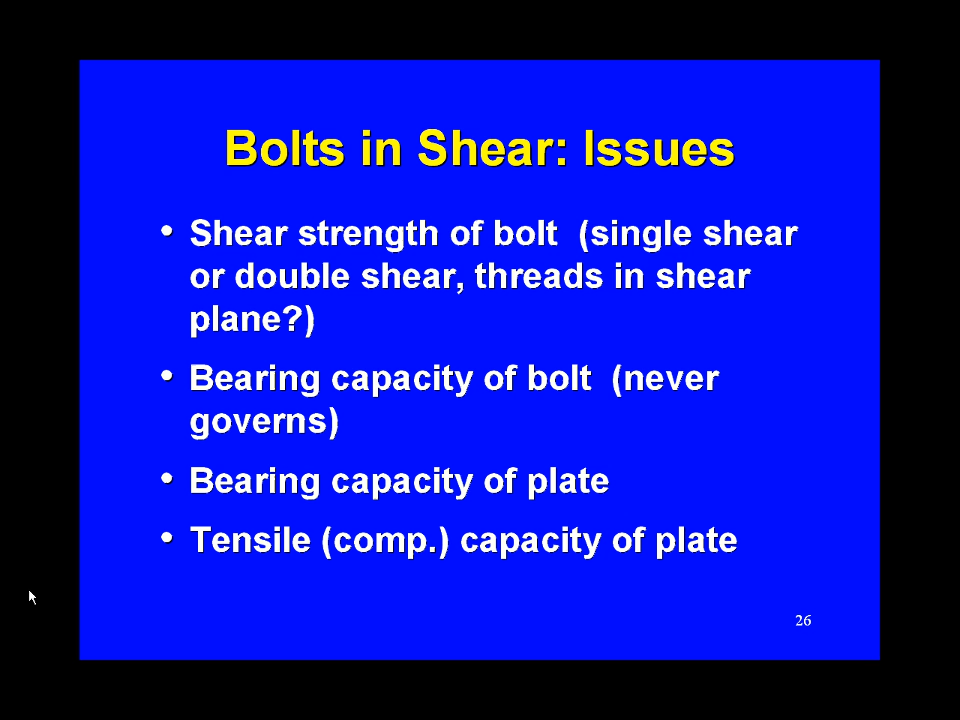 Bolts in Shear: Issues
• Shear strength of bolt (single shear
or double shear, threads in shear
plane?)
• Bearing capacity of bolt (never
governs)
• Bearing capacity of plate
• Tensile (comp.) capacity of plate
26